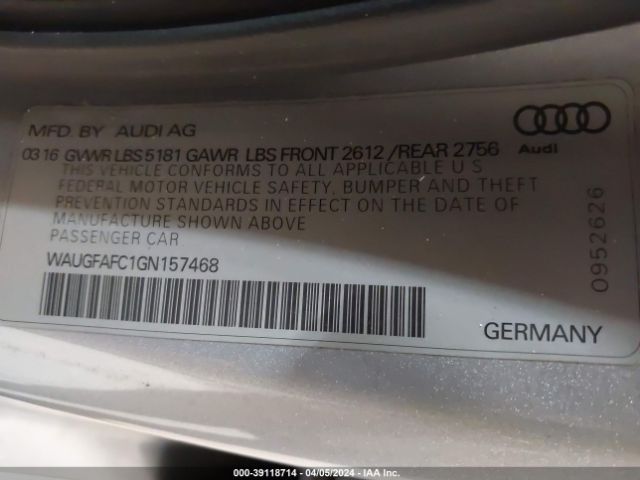 MFD. BY AUDI AG
Audi
03 16 GVWR LBS 5181 GAWR LBS FRONT 2612 / REAR 2756
THIS VEHICLE CONFORMS TO ALL APPLICABLE U S
FEDERAL MOTOR VEHICLE SAFETY, BUMPER AND THEFT
PREVENTION STANDARDS IN EFFECT ON THE DATE OF
MANUFACTURE SHOWN ABOVE
PASSENGER CAR
WAUGFAFC1GN157468
GERMANY
0952626
000-39118714 - 04/05/2024 - IAA Inc.